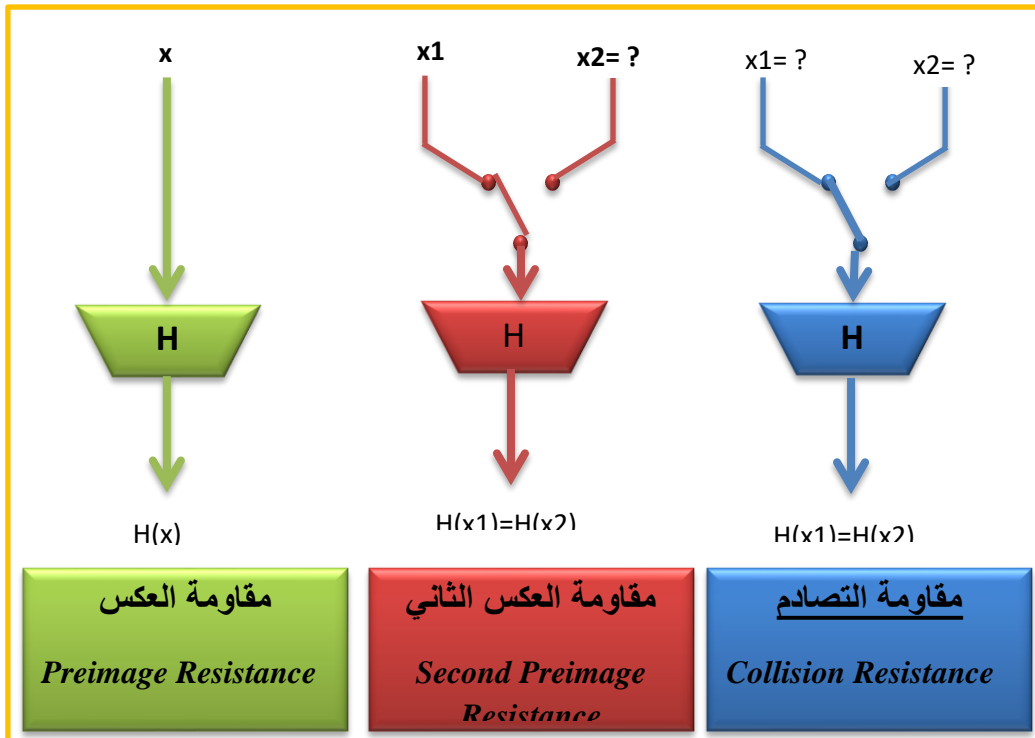 x
x1
x2= ?
x1= ?
x2= ?
H
H
H
H(x)
H(x1)=H(x2)
H(x1)=H(x2)
مقاومة العكس
Preimage Resistance
مقاومة العكس الثاني
Second Preimage
Resistance
مقاومة التصادم
Collision Resistance